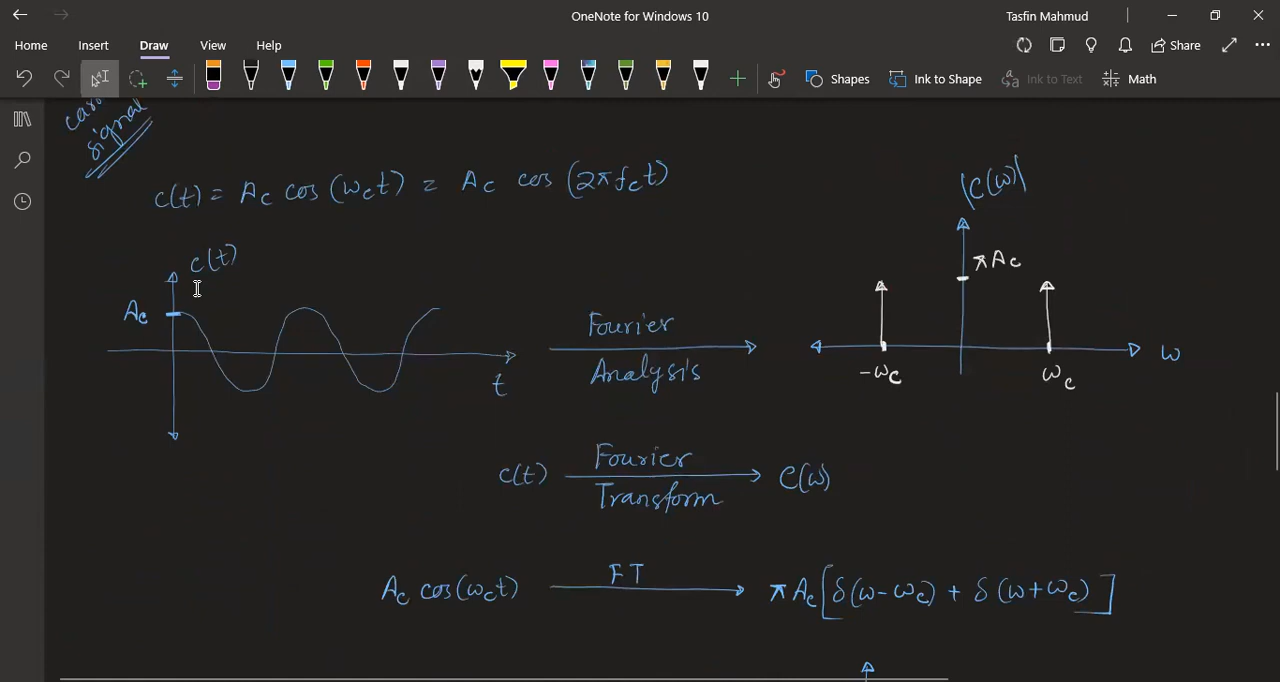 OneNote for Windows 10
Tasfin Mahmud
Home Insert Draw View Help
Share
Shapes Ink to Shape Ink to Text Math
signal
c(t) = Ac cos (ωct) = Ac cos (2πfct)
|C(ω)|
c(t)
πAc
Ac
Fourier
Analysis
t
-ωc
ωc
ω
c(t) Fourier Transform C(ω)
Ac cos(ωct) FT πAc[δ(ω-ωc) + δ(ω+ωc)]